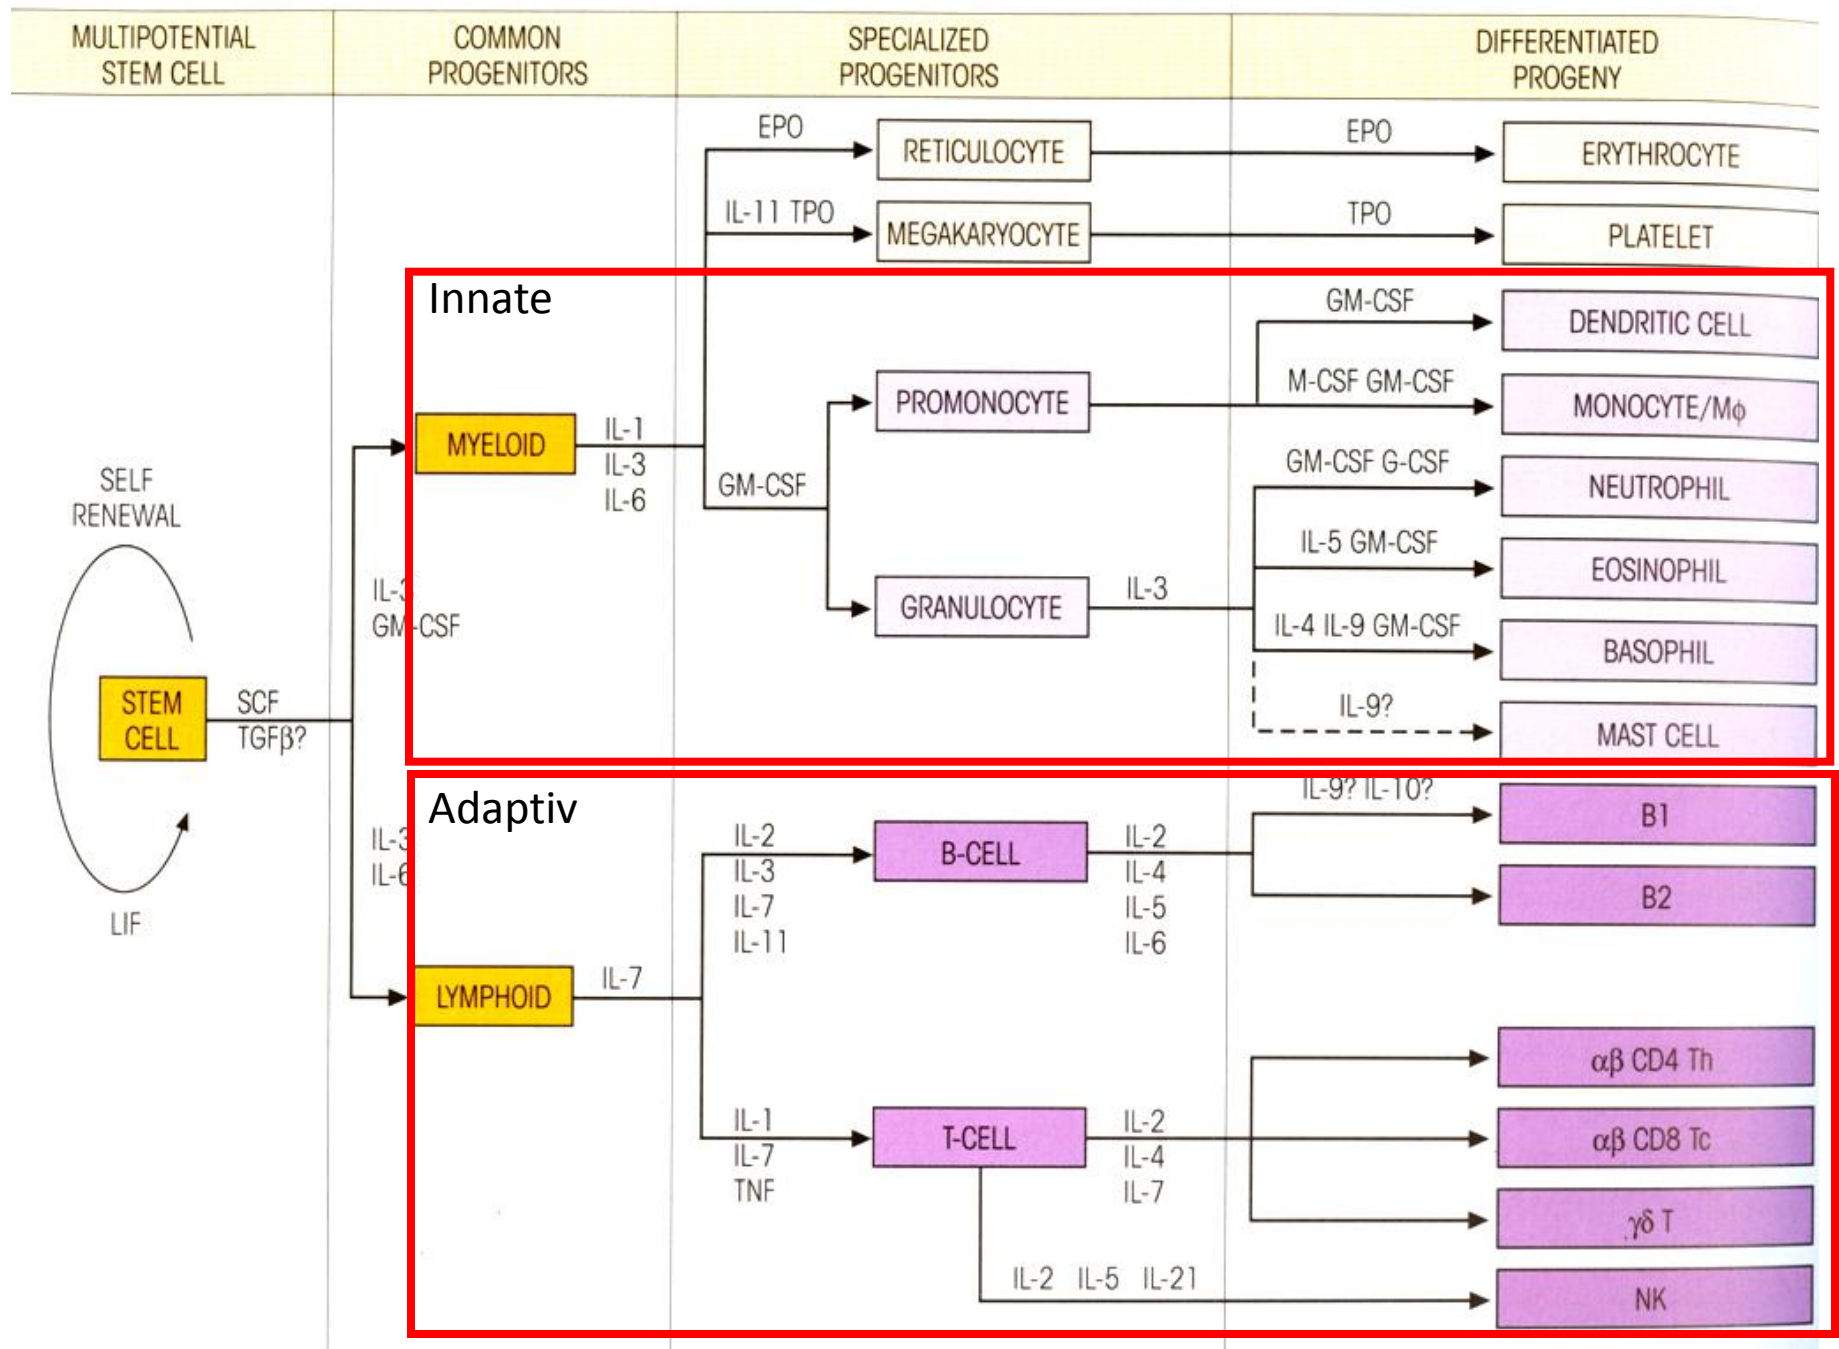 MULTIPOTENTIAL
STEM CELL
COMMON
PROGENITORS
SPECIALIZED
PROGENITORS
DIFFERENTIATED
PROGENY
EPO
RETICULOCYTE
EPO
ERYTHROCYTE
IL-11 TPO
MEGAKARYOCYTE
TPO
PLATELET
Innate
GM-CSF
DENDRITIC CELL
PROMONOCYTE
M-CSF GM-CSF
MONOCYTE/Mϕ
MYELOID
IL-1
IL-3
IL-6
GM-CSF
GM-CSF G-CSF
NEUTROPHIL
SELF
RENEWAL
IL-5 GM-CSF
EOSINOPHIL
IL-3
GM-CSF
GRANULOCYTE
IL-3
IL-4 IL-9 GM-CSF
BASOPHIL
STEM
CELL
SCF
TGFβ?
IL-9?
MAST CELL
Adaptiv
IL-9? IL-10?
B1
IL-3
IL-6
IL-2
IL-3
IL-7
IL-11
B-CELL
IL-2
IL-4
IL-5
IL-6
B2
LIF
LYMPHOID
IL-7
αβ CD4 Th
IL-1
IL-7
TNF
T-CELL
IL-2
IL-4
IL-7
αβ CD8 Tc
γδ T
IL-2 IL-5 IL-21
NK